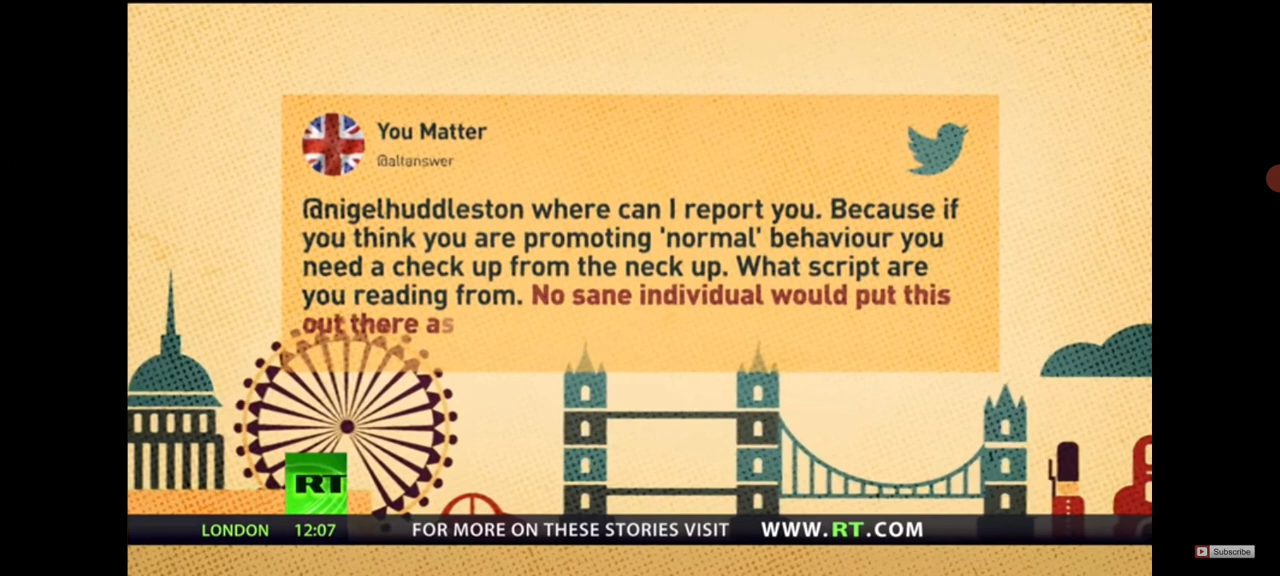 You Matter
@altanswer
@nigelhuddleston where can I report you. Because if
you think you are promoting 'normal' behaviour you
need a check up from the neck up. What script are
you reading from. No sane individual would put this
out there as
RT
LONDON 12:07 FOR MORE ON THESE STORIES VISIT WWW.RT.COM
Subscribe